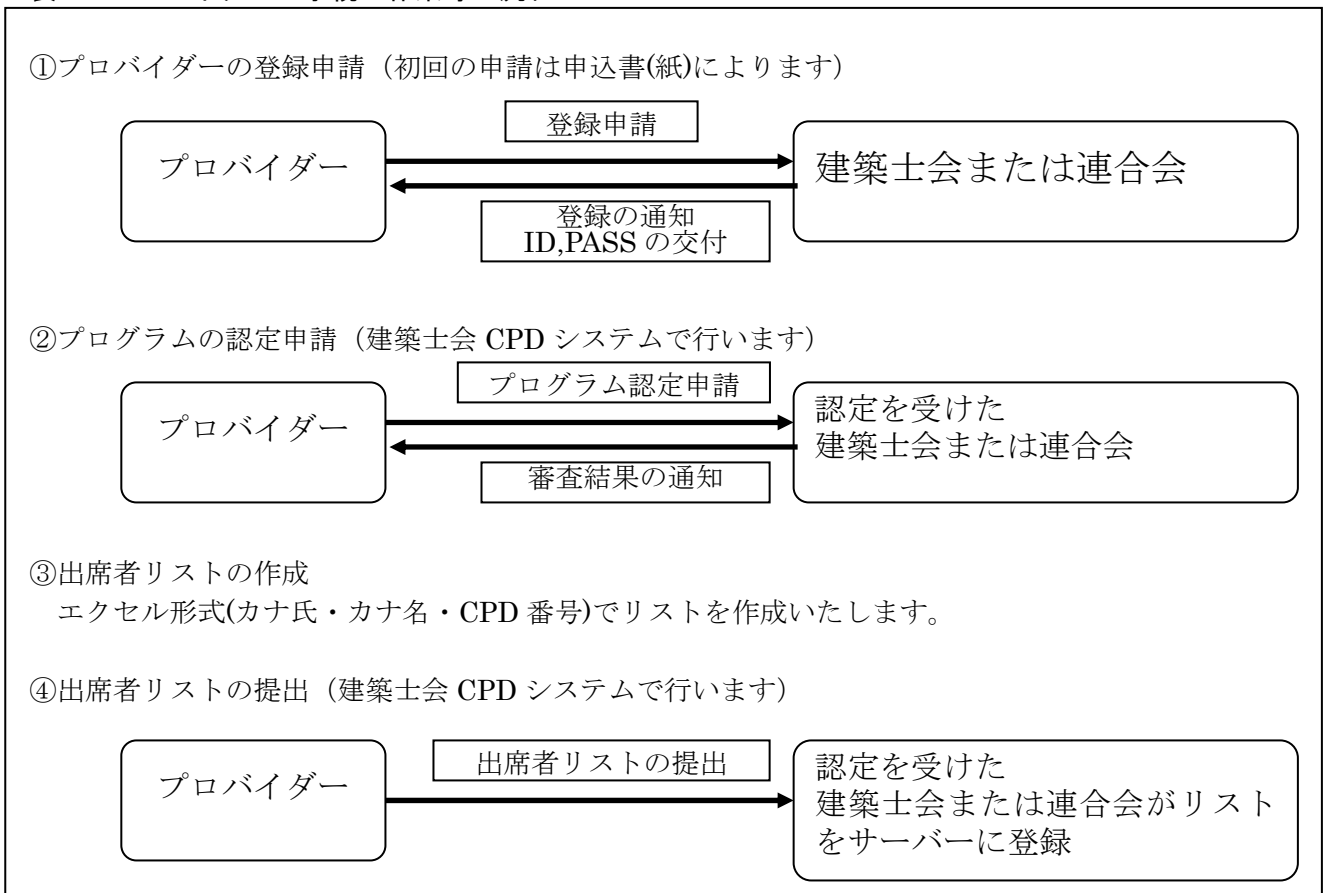 ①プロバイダーの登録申請（初回の申請は申込書(紙)によります）
登録申請
プロバイダー
建築士会または連合会
登録の通知
ID,PASS の交付
②プログラムの認定申請（建築士会 CPD システムで行います）
プログラム認定申請
プロバイダー
認定を受けた
建築士会または連合会
審査結果の通知
③出席者リストの作成
エクセル形式(カナ氏・カナ名・CPD 番号)でリストを作成いたします。
④出席者リストの提出（建築士会 CPD システムで行います）
出席者リストの提出
プロバイダー
認定を受けた
建築士会または連合会がリスト
をサーバーに登録